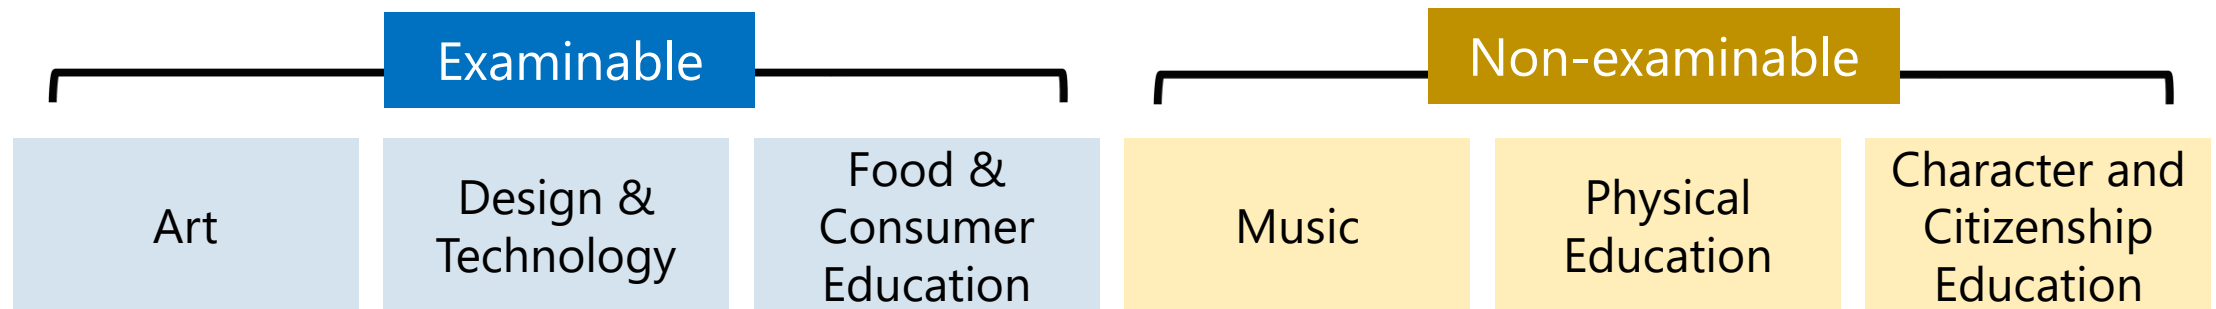 Examinable
Non-examinable
Art
Design &
Technology
Food &
Consumer
Education
Music
Physical
Education
Character and
Citizenship
Education